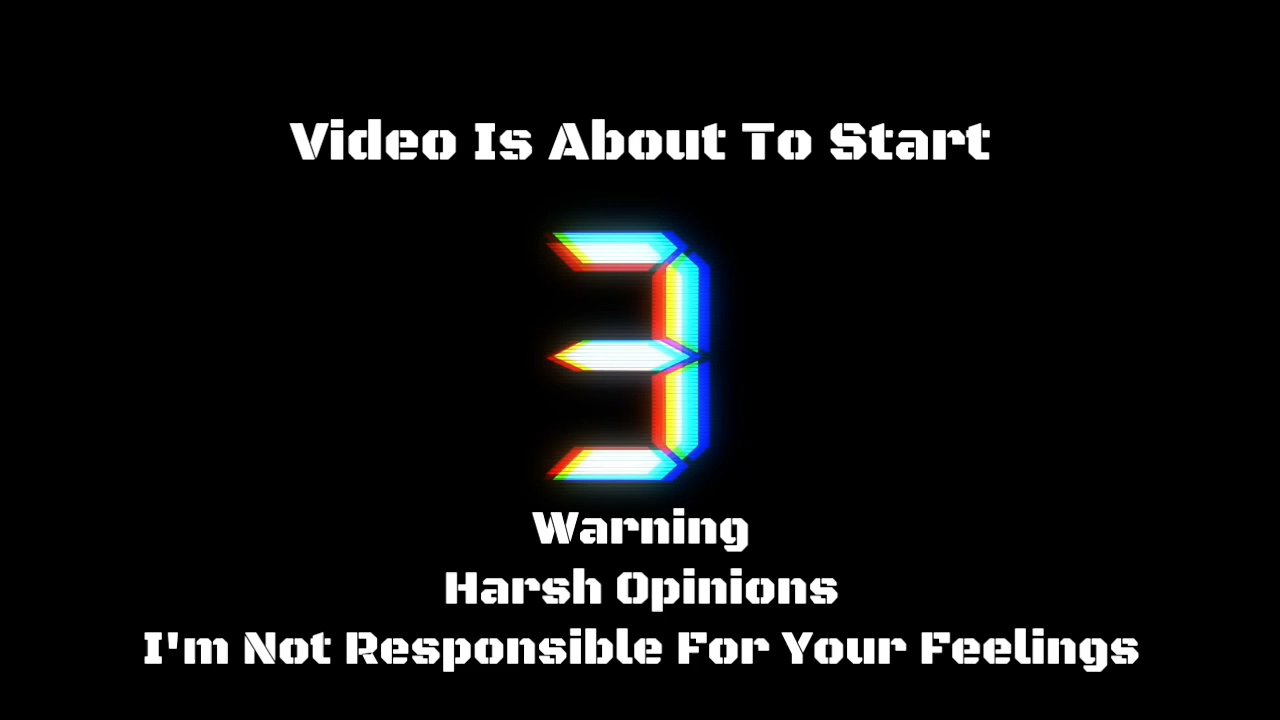 Video Is About To Start
3
Warning
Harsh Opinions
I'm Not Responsible For Your Feelings